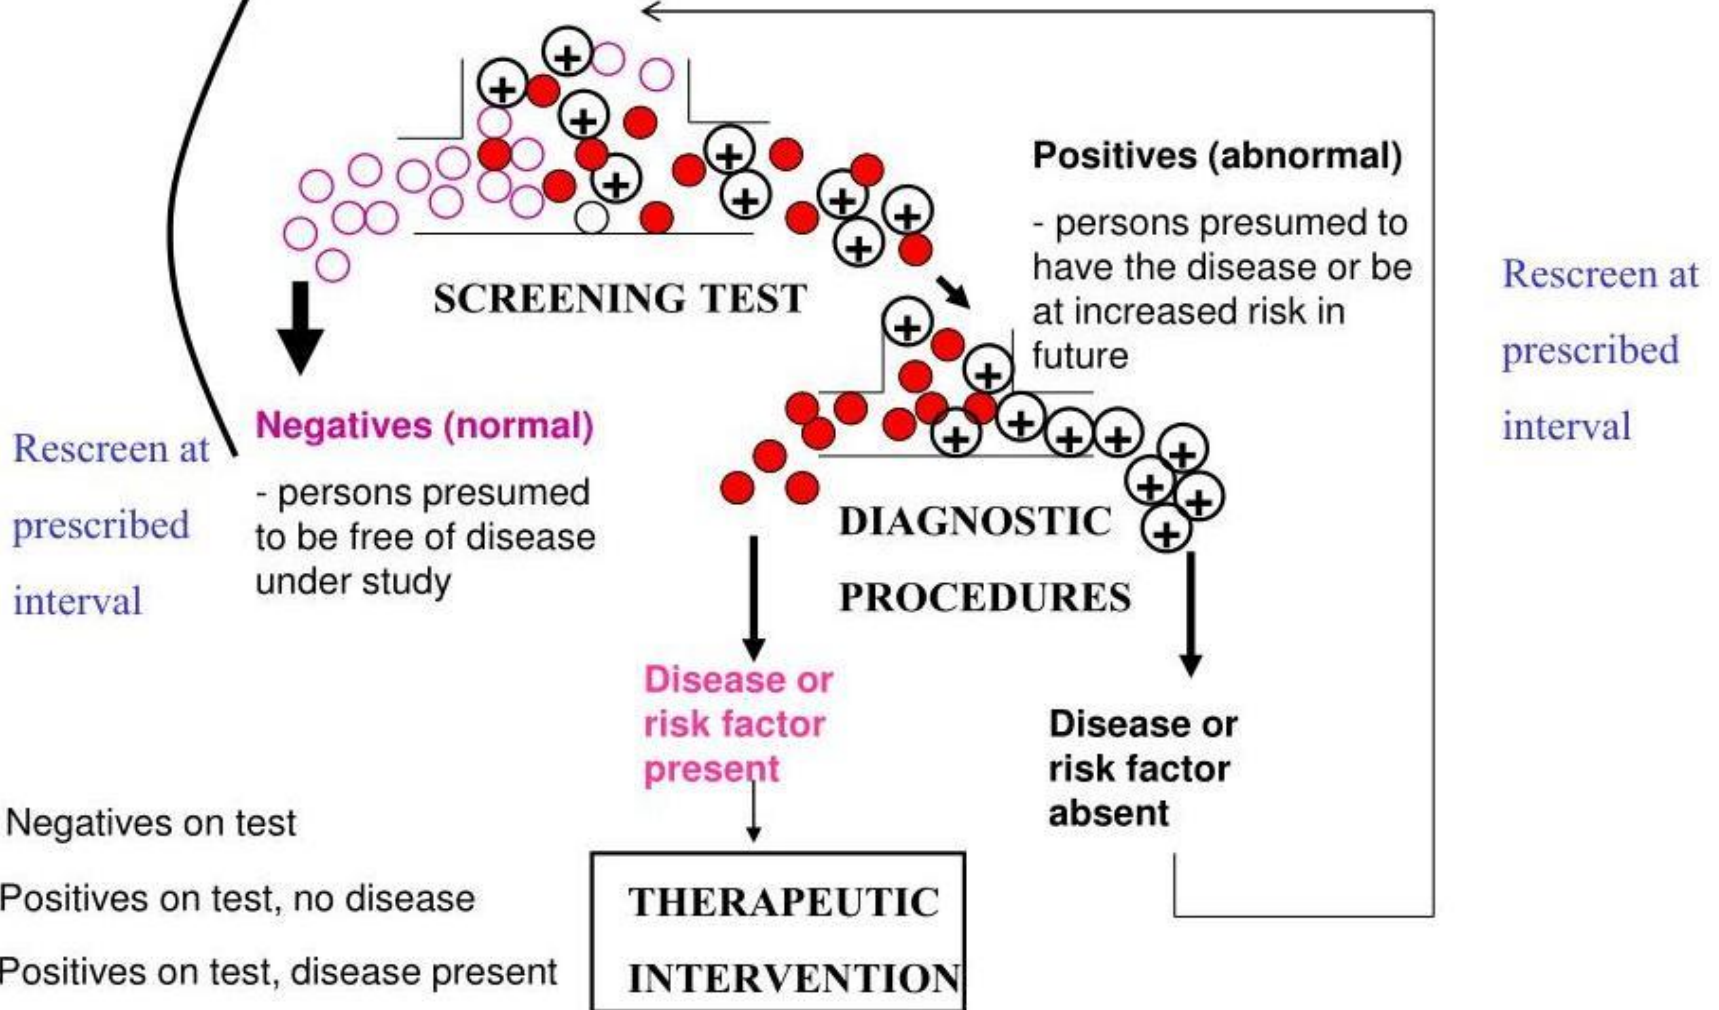 Positives (abnormal)
- persons presumed to
have the disease or be
at increased risk in
future
SCREENING TEST
Rescreen at
prescribed
interval
Negatives (normal)
- persons presumed
to be free of disease
under study
Rescreen at
prescribed
interval
DIAGNOSTIC
PROCEDURES
Disease or
risk factor
present
Disease or
risk factor
absent
Negatives on test
Positives on test, no disease
Positives on test, disease present
THERAPEUTIC
INTERVENTION